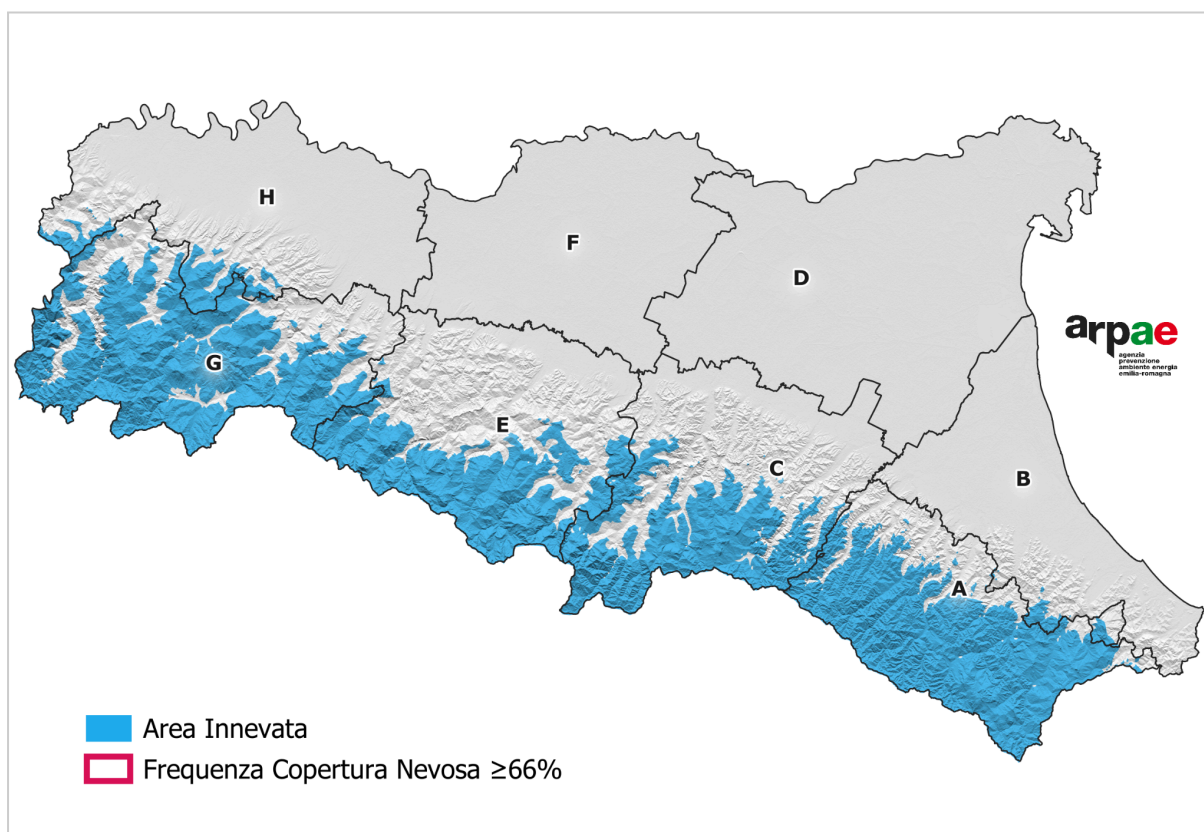 H
F
D
arpae
agenzia
prevenzione
ambiente energia
emilia-romagna
G
E
C
B
A
Area Innevata
Frequenza Copertura Nevosa ≥66%